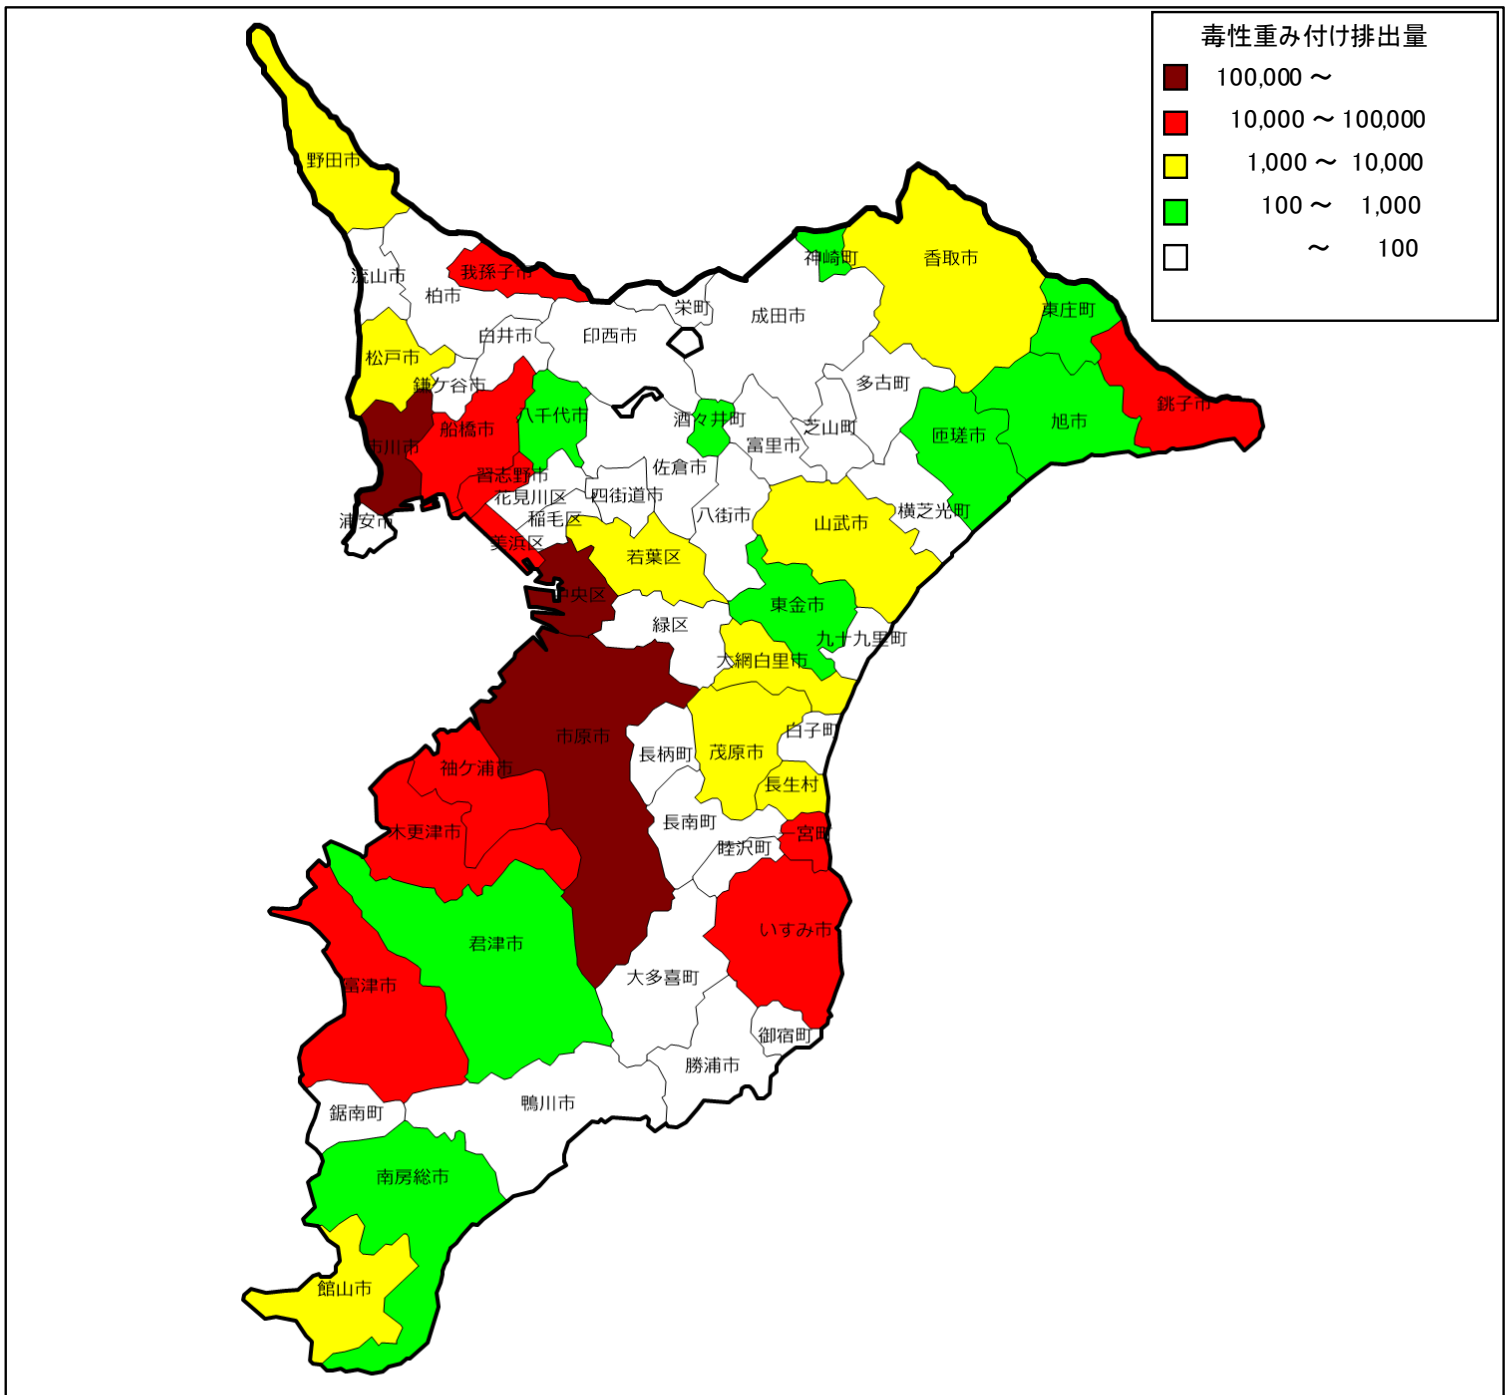 毒性重み付け排出量
100,000 ～
10,000 ～ 100,000
1,000 ～ 10,000
100 ～ 1,000
～ 100
野田市
流山市
柏市
我孫子市
栄町
成田市
神崎町
香取市
東庄町
銚子市
松戸市
鎌ケ谷市
白井市
印西市
多古町
市川市
船橋市
八千代市
酒々井町
富里市
芝山町
匝瑳市
旭市
習志野市
花見川区
佐倉市
四街道市
浦安市
稲毛区
八街市
横芝光町
美浜区
若葉区
山武市
中央区
緑区
東金市
九十九里町
大網白里市
市原市
長柄町
茂原市
白子町
袖ケ浦市
長生村
木更津市
長南町
一宮町
睦沢町
君津市
いすみ市
富津市
大多喜町
御宿町
勝浦市
鋸南町
鴨川市
南房総市
館山市